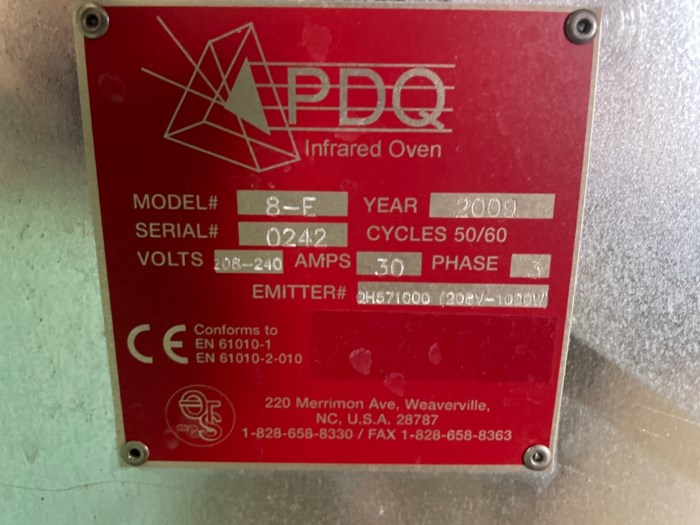 PDQ
Infrared Oven
MODEL# 8-E YEAR 2009
SERIAL# 0242 CYCLES 50/60
VOLTS 208-240 AMPS 30 PHASE 3
EMITTER# QH571000 (208V-1000W)
CE Conforms to
EN 61010-1
EN 61010-2-010
220 Merrimon Ave, Weaverville,
NC, U.S.A. 28787
1-828-658-8330 / FAX 1-828-658-8363